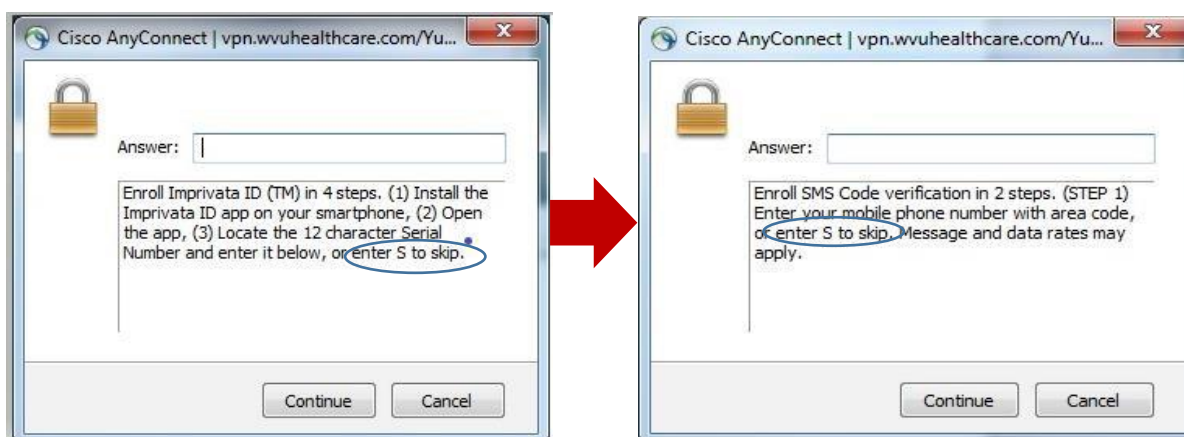 Cisco AnyConnect | vpn.wvuhealthcare.com/Yu...
Answer:
Enroll Imprivata ID (TM) in 4 steps. (1) Install the
Imprivata ID app on your smartphone, (2) Open
the app, (3) Locate the 12 character Serial
Number and enter it below, or enter S to skip.
Continue
Cancel
Cisco AnyConnect | vpn.wvuhealthcare.com/Yu...
Answer:
Enroll SMS Code verification in 2 steps. (STEP 1)
Enter your mobile phone number with area code,
or enter S to skip. Message and data rates may
apply.
Continue
Cancel